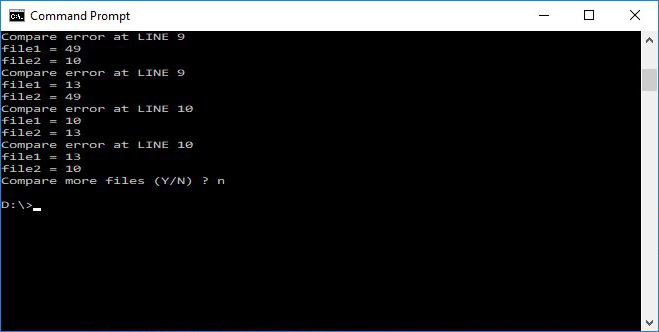 Command Prompt
Compare error at LINE 9
file1 = 49
file2 = 10
Compare error at LINE 9
file1 = 13
file2 = 49
Compare error at LINE 10
file1 = 10
file2 = 13
Compare error at LINE 10
file1 = 13
file2 = 10
Compare more files (Y/N) ? n
D:\>